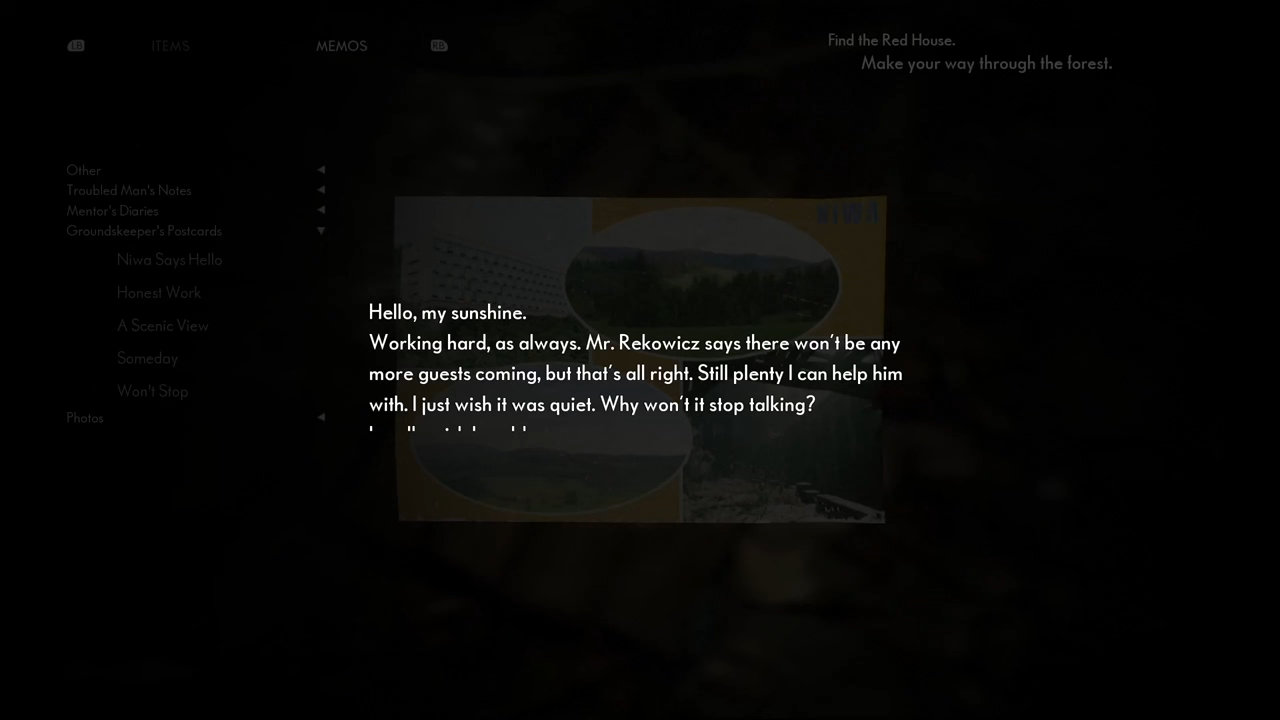 LB
ITEMS
MEMOS
RB
Find the Red House.
Make your way through the forest.
Other
Troubled Man's Notes
Mentor's Diaries
Groundskeeper's Postcards
Niwa Says Hello
Honest Work
A Scenic View
Someday
Won't Stop
Photos
NIWA
Hello, my sunshine.
Working hard, as always. Mr. Rekowicz says there won't be any
more guests coming, but that's all right. Still plenty I can help him
with. I just wish it was quiet. Why won't it stop talking?